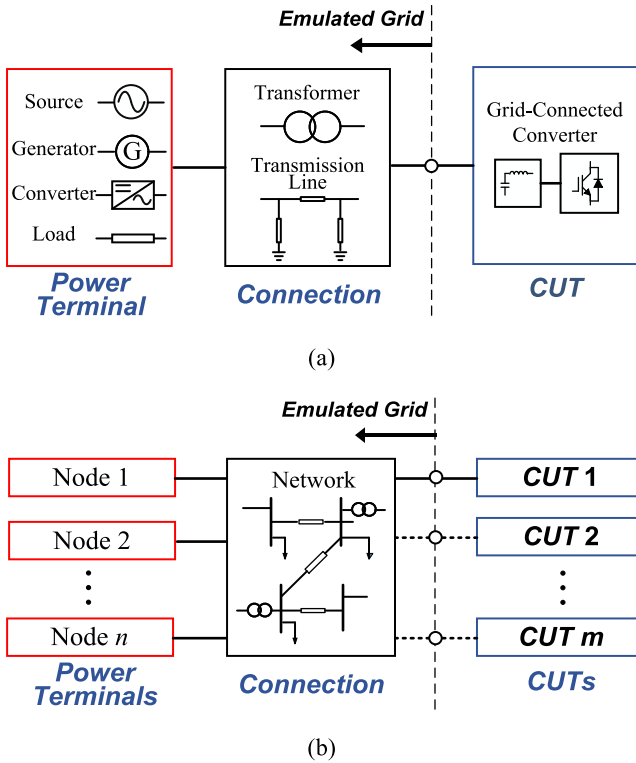 Emulated Grid
Source
Generator
G
Converter
Load
Power
Terminal
Transformer
Transmission
Line
Connection
Grid-Connected
Converter
CUT
(a)
Emulated Grid
Node 1
Node 2
Node n
Power
Terminals
Network
Connection
CUT 1
CUT 2
CUT m
CUTs
(b)